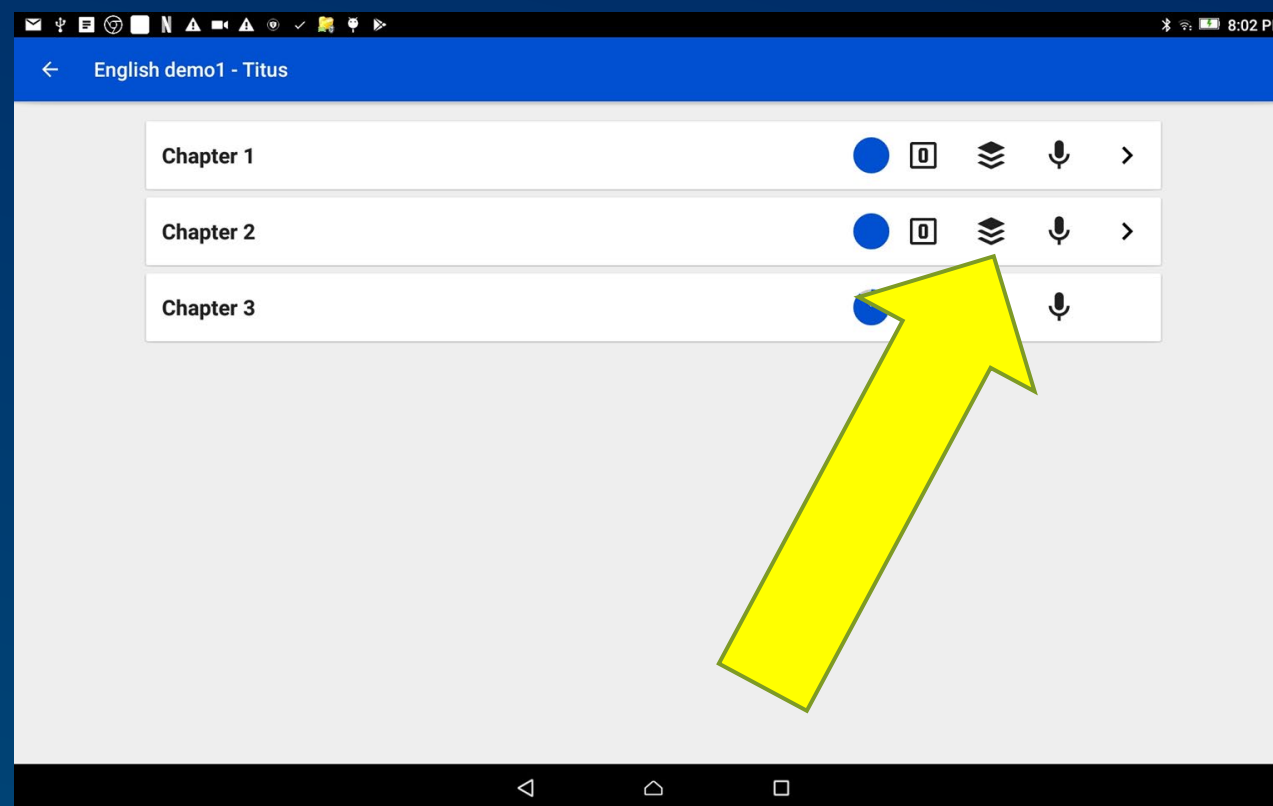 8:02 P
English demo1 - Titus
Chapter 1
0
Chapter 2
0
Chapter 3